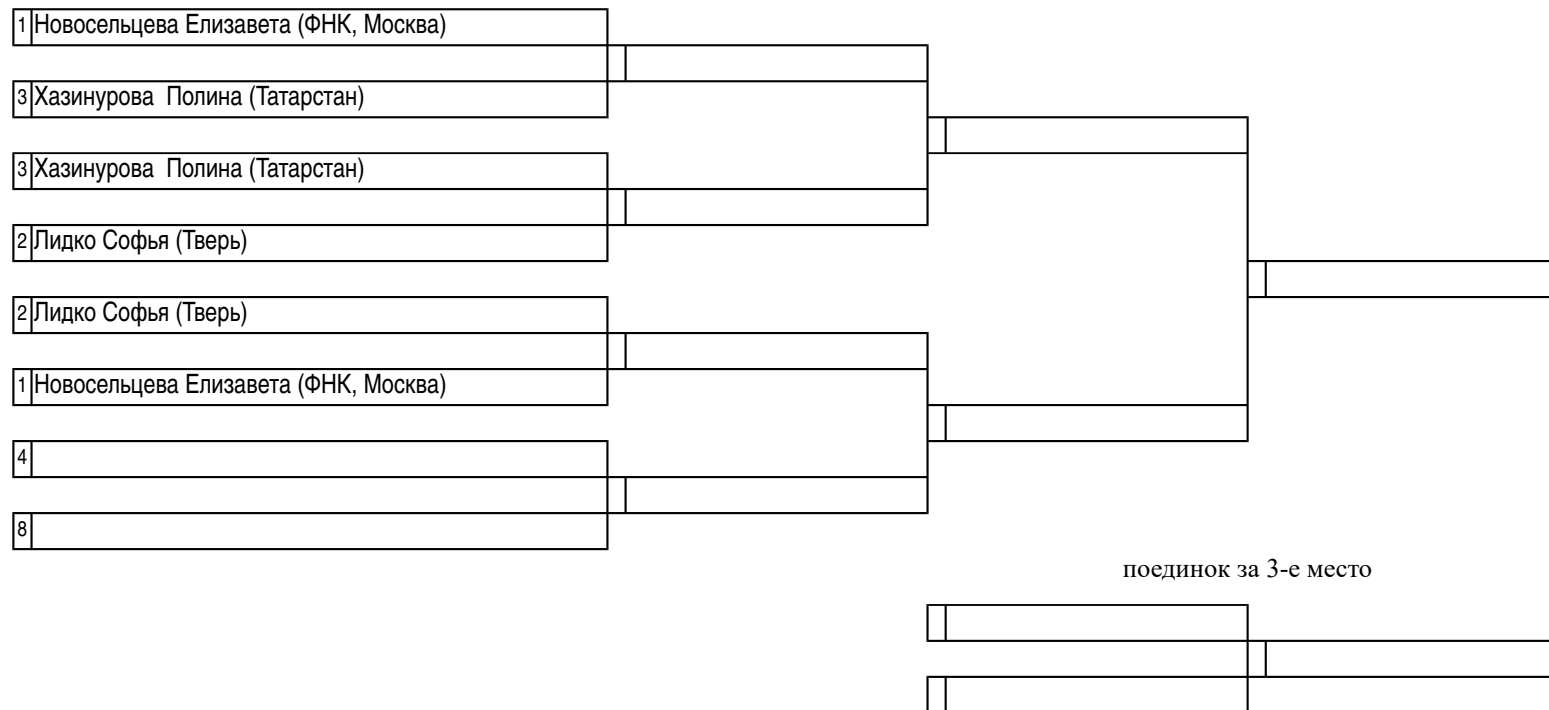 1 Новосельцева Елизавета (ФНК, Москва)
3 Хазинурова  Полина (Татарстан)
3 Хазинурова  Полина (Татарстан)
2 Лидко Софья (Тверь)
2 Лидко Софья (Тверь)
1 Новосельцева Елизавета (ФНК, Москва)
4
8
поединок за 3-е место